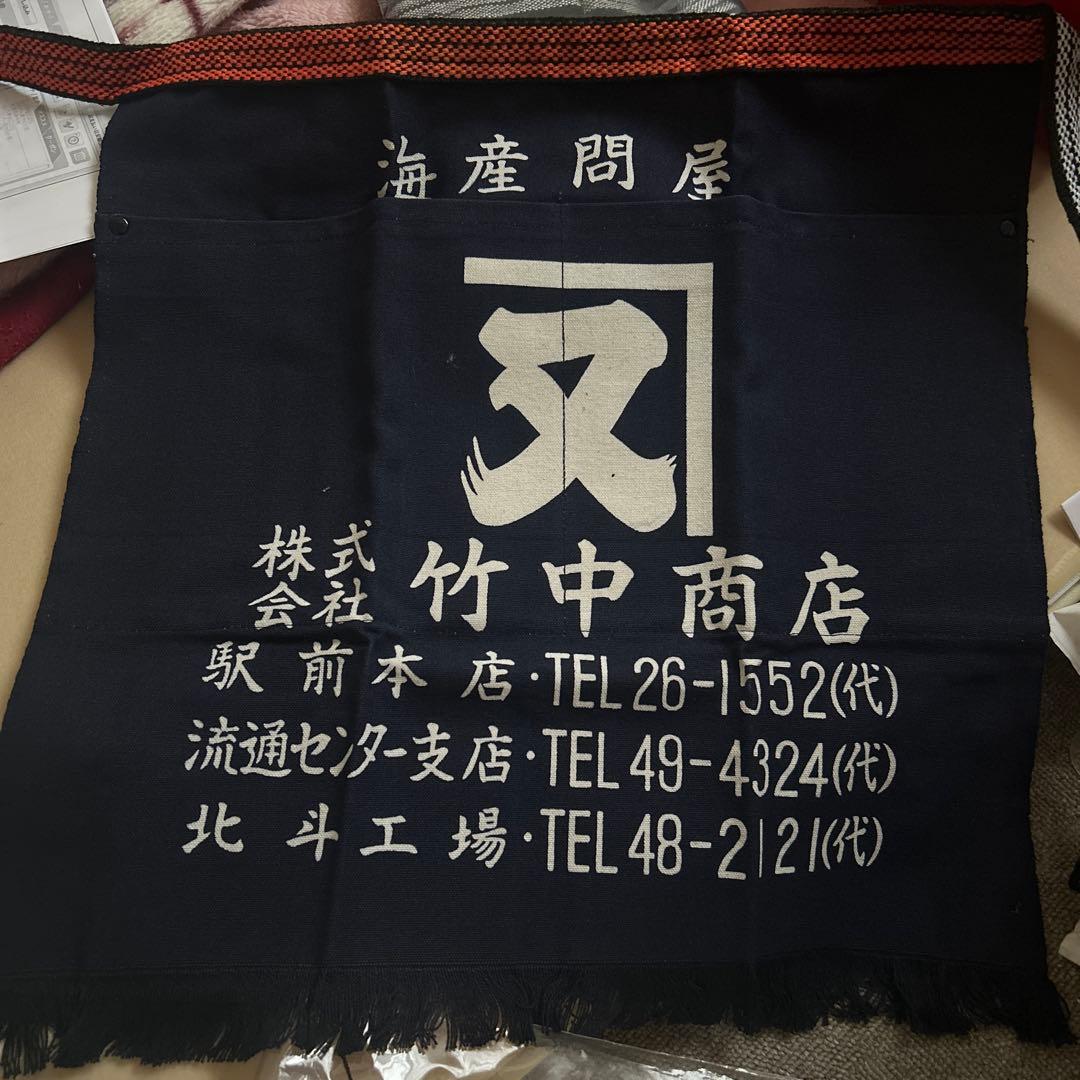 海産問屋
又
株式会社 竹中商店
駅前本店・TEL 26-1552(代)
流通センター支店・TEL 49-4324(代)
北斗工場・TEL 48-2121(代)